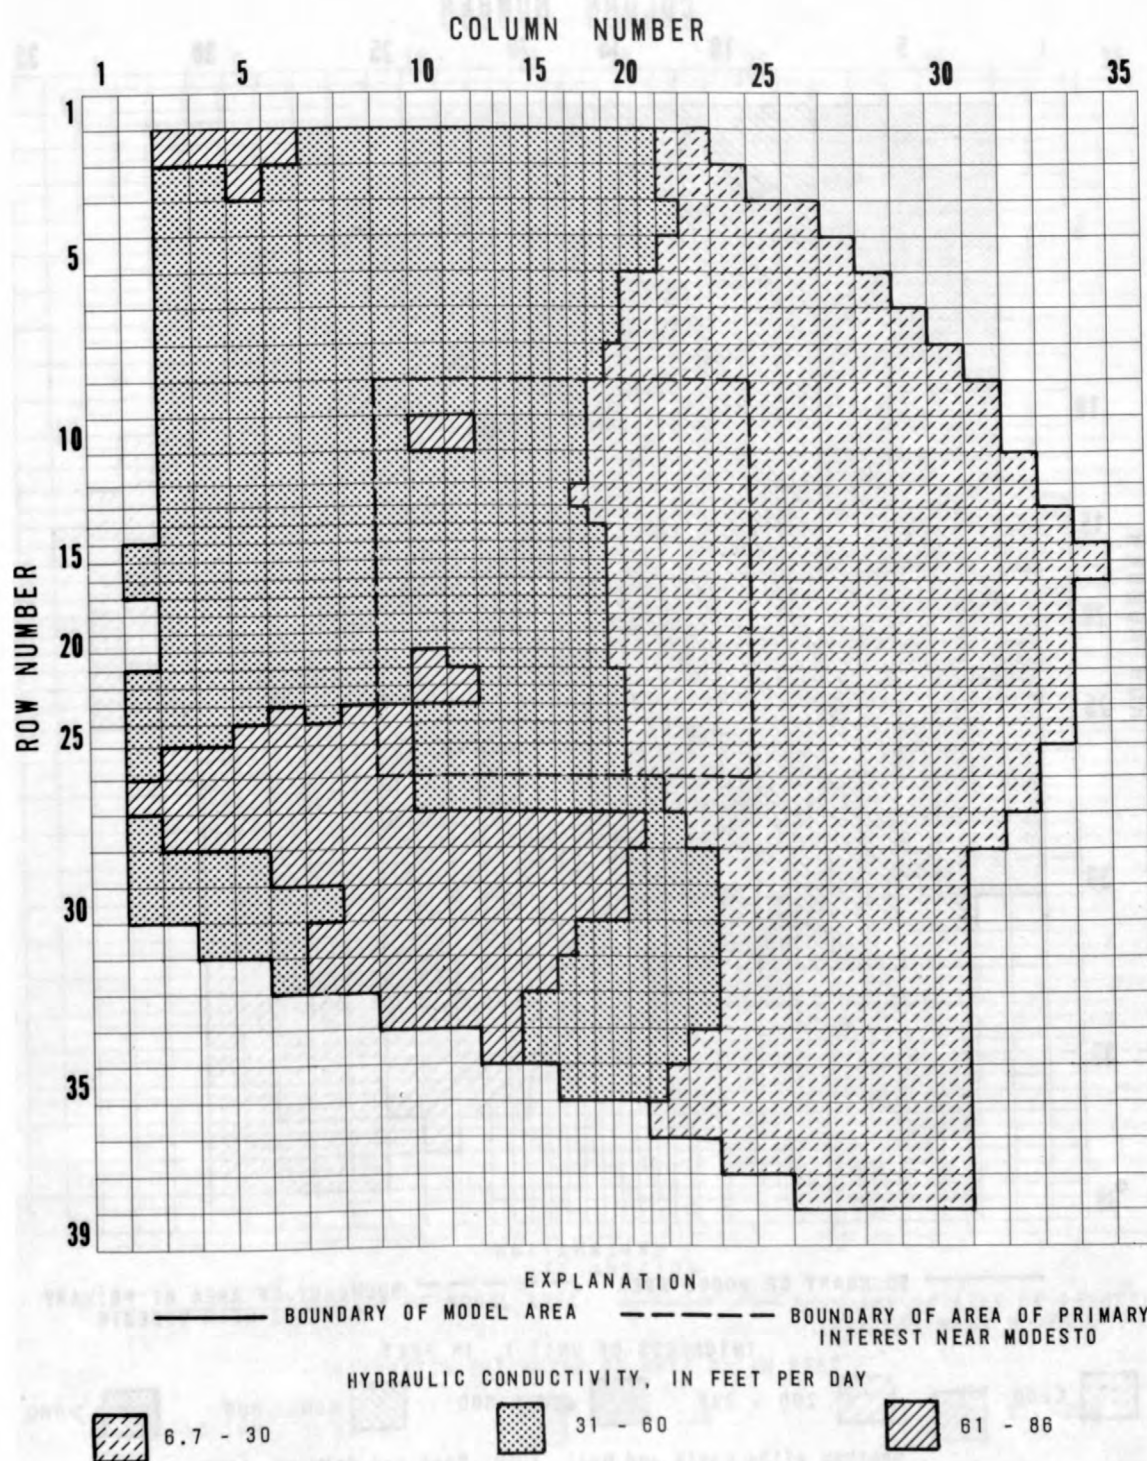 COLUMN NUMBER
1 5 10 15 20 25 30 35
1
5
10
15
20
25
30
35
39
ROW NUMBER
EXPLANATION
BOUNDARY OF MODEL AREA
BOUNDARY OF AREA OF PRIMARY
INTEREST NEAR MODESTO
HYDRAULIC CONDUCTIVITY, IN FEET PER DAY
6.7 - 30
31 - 60
61 - 86